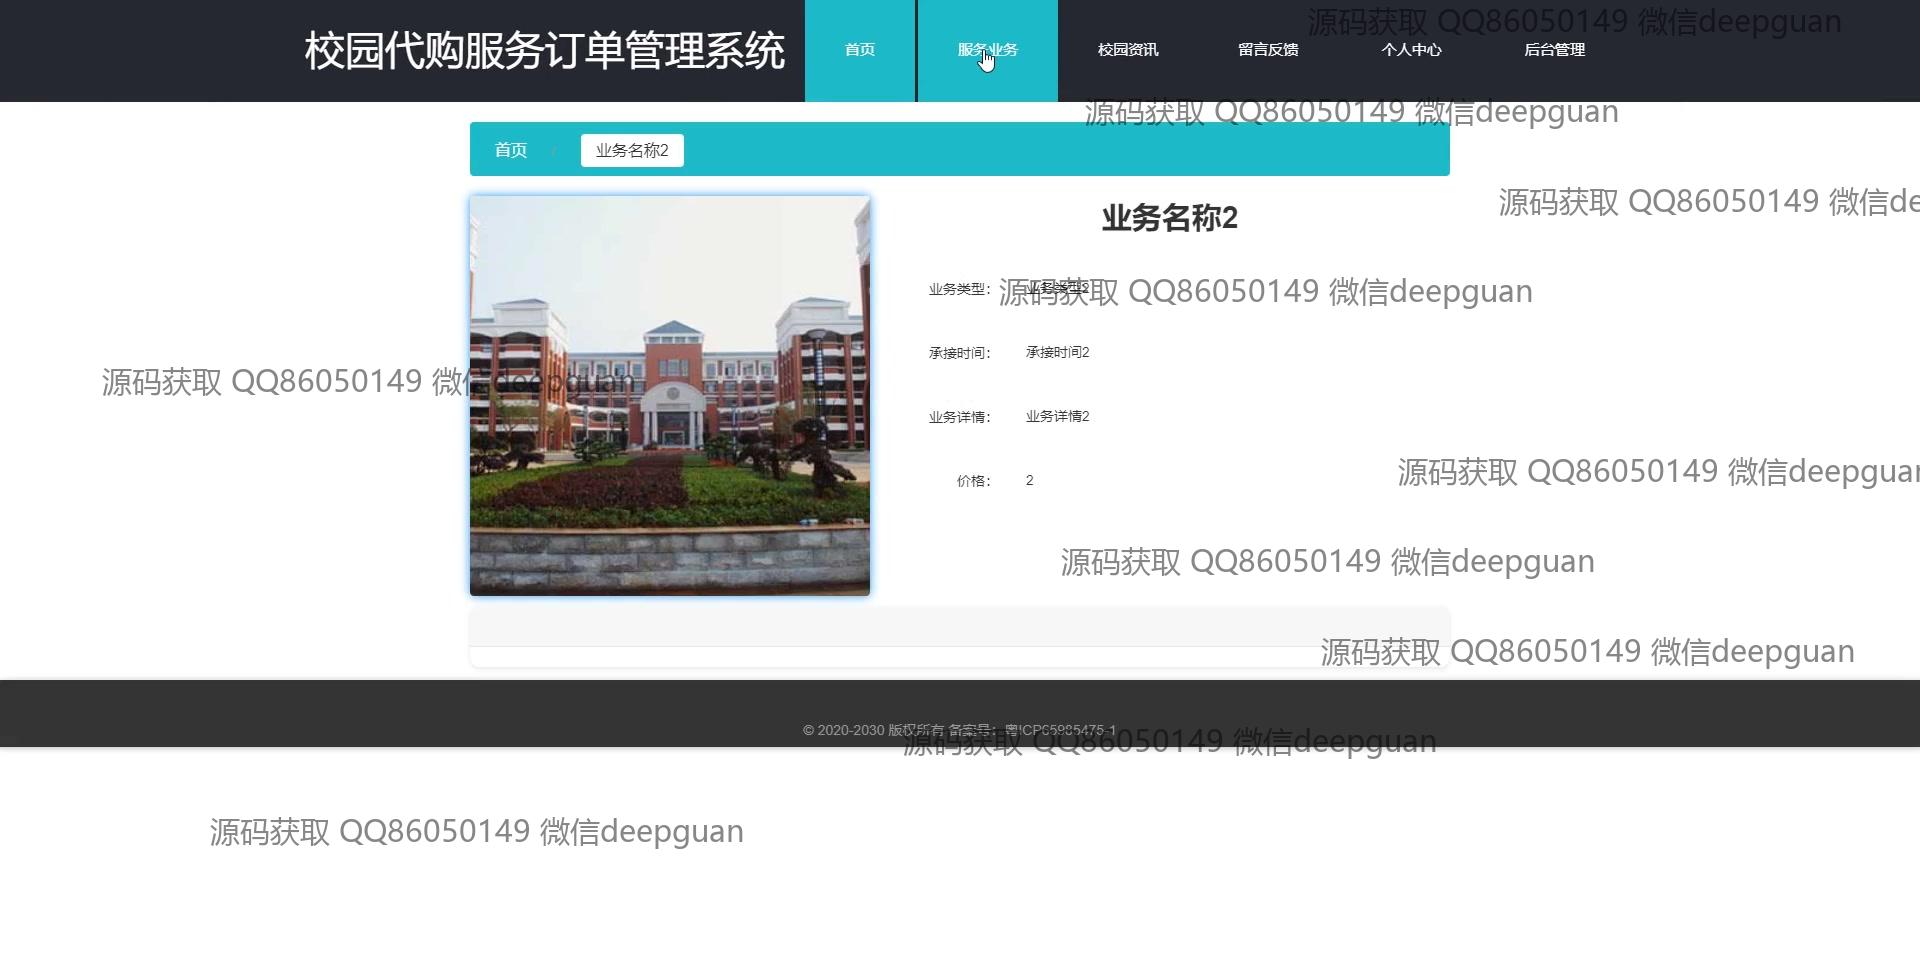 校园代购服务订单管理系统 首页 服务业务 校园资讯 留言反馈 个人中心 后台管理
源码获取 QQ86050149 微信deepguan
源码获取 QQ86050149 微信deepguan
首页 / 业务名称2
源码获取 QQ86050149 微信de
业务名称2
业务类型： 业务类型2
源码获取 QQ86050149 微信deepguan
承接时间： 承接时间2
源码获取 QQ86050149 微信deepguan
业务详情： 业务详情2
源码获取 QQ86050149 微信deepguan
价格： 2
源码获取 QQ86050149 微信deepguan
源码获取 QQ86050149 微信deepguan
© 2020-2030 版权所有 备案号：粤ICP65985475-1
源码获取 QQ86050149 微信deepguan
源码获取 QQ86050149 微信deepguan